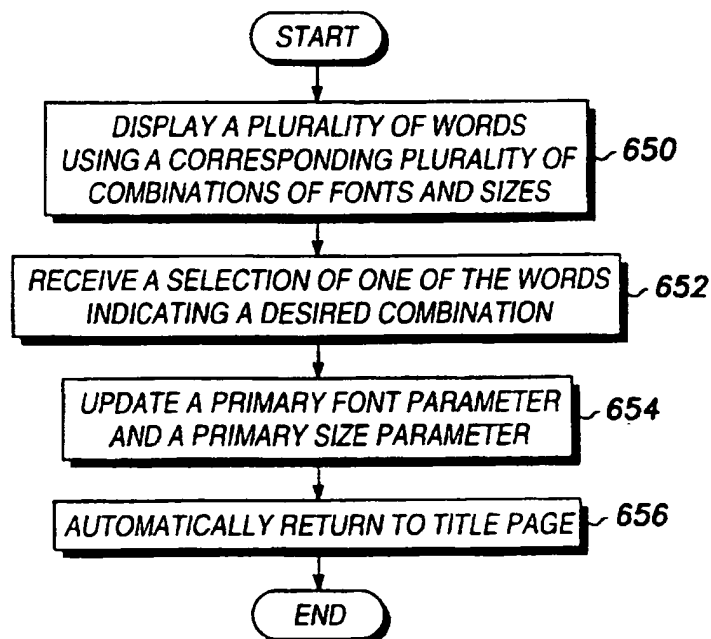 START
DISPLAY A PLURALITY OF WORDS
USING A CORRESPONDING PLURALITY OF
COMBINATIONS OF FONTS AND SIZES
650
RECEIVE A SELECTION OF ONE OF THE WORDS
INDICATING A DESIRED COMBINATION
652
UPDATE A PRIMARY FONT PARAMETER
AND A PRIMARY SIZE PARAMETER
654
AUTOMATICALLY RETURN TO TITLE PAGE
656
END